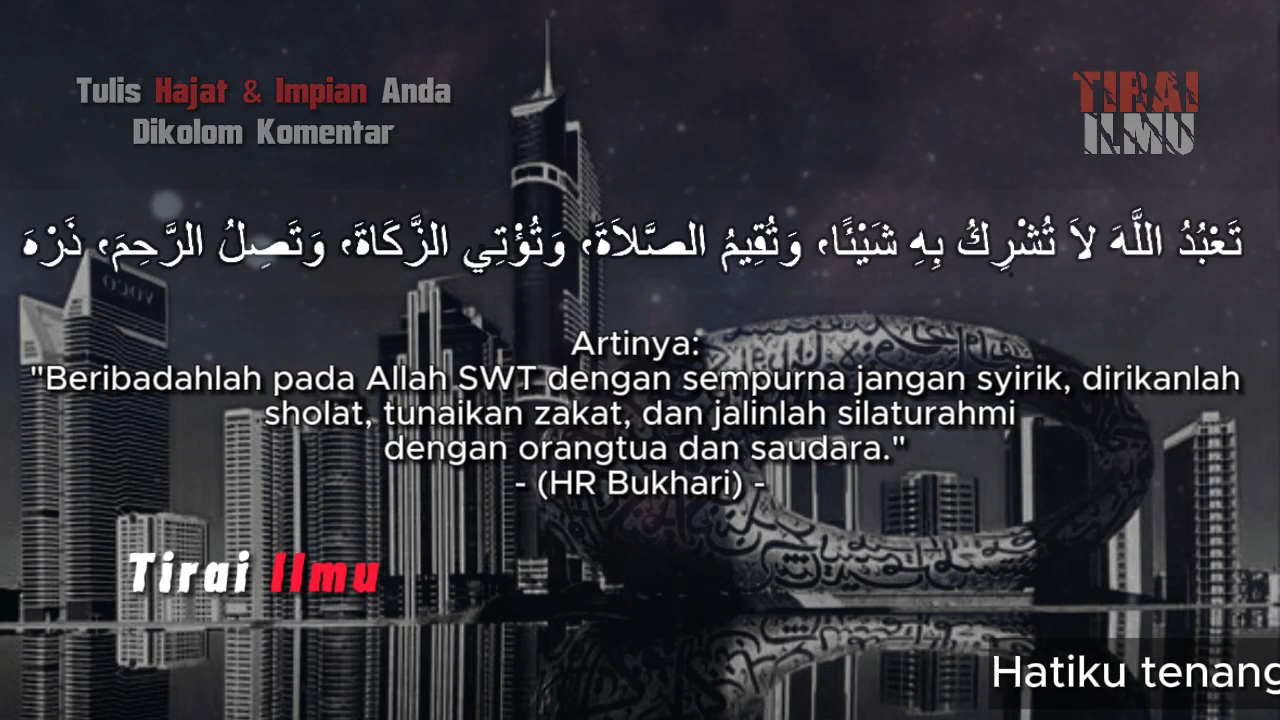 Tulis Hajat & Impian Anda
Dikolom Komentar
TIRAI
ILMU
تَعْبُدُ اللَّهَ لاَ تُشْرِكُ بِهِ شَيْئًا، وَتُقِيمُ الصَّلاَةَ، وَتُؤْتِي الزَّكَاةَ، وَتَصِلُ الرَّحِمَ، ذَرْهَ
VOCO
Artinya:
"Beribadahlah pada Allah SWT dengan sempurna jangan syirik, dirikanlah
sholat, tunaikan zakat, dan jalinlah silaturahmi
dengan orangtua dan saudara."
- (HR Bukhari) -
Tirai Ilmu
Hatiku tenang